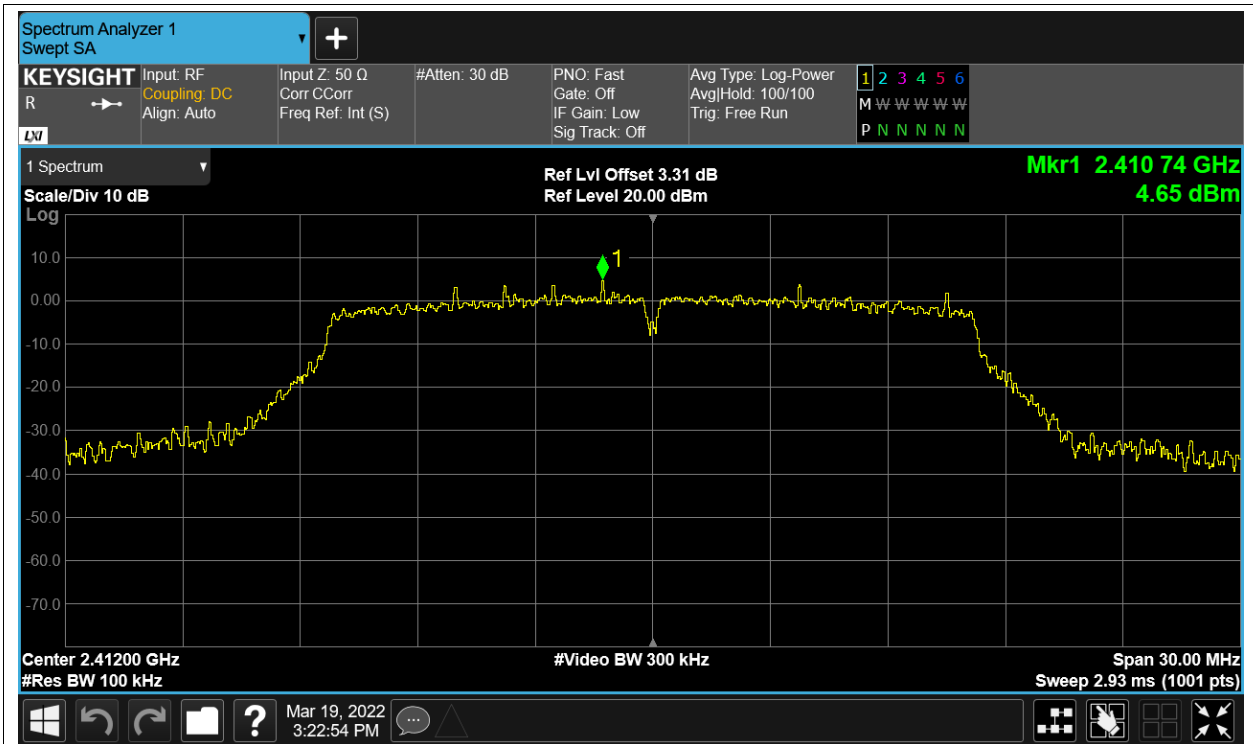 Spectrum Analyzer 1
Swept SA
+
KEYSIGHT
R
LXI
Input: RF
Coupling: DC
Align: Auto
Input Z: 50 Ω
Corr CCorr
Freq Ref: Int (S)
#Atten: 30 dB
PNO: Fast
Gate: Off
IF Gain: Low
Sig Track: Off
Avg Type: Log-Power
Avg|Hold: 100/100
Trig: Free Run
1 2 3 4 5 6
M W W W W W W
P N N N N N N
1 Spectrum
Scale/Div 10 dB
Log
Ref Lvl Offset 3.31 dB
Ref Level 20.00 dBm
Mkr1 2.410 74 GHz
4.65 dBm
1
10.0
0.00
-10.0
-20.0
-30.0
-40.0
-50.0
-60.0
-70.0
Center 2.41200 GHz
#Res BW 100 kHz
#Video BW 300 kHz
Span 30.00 MHz
Sweep 2.93 ms (1001 pts)
?
Mar 19, 2022
3:22:54 PM